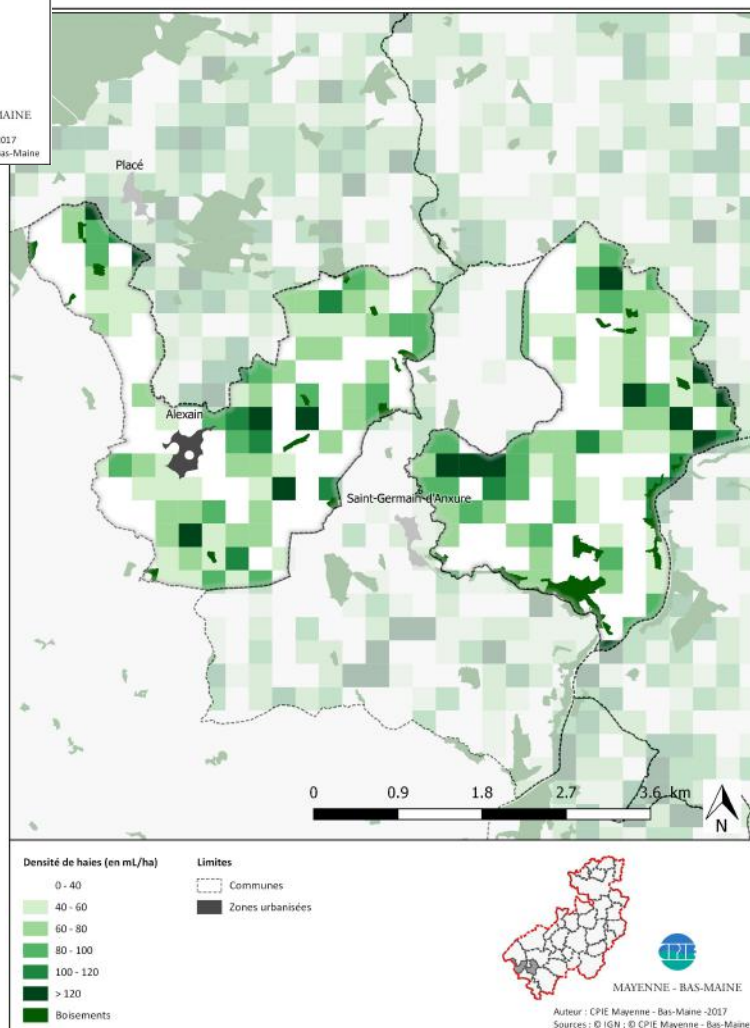 MAINE
2017
Bas-Maine
Placé
Alexain
Saint-Germain-d'Anxure
0 0.9 1.8 2.7 3.6 km
N
Densité de haies (en mL/ha)
0 - 40
40 - 60
60 - 80
80 - 100
100 - 120
> 120
Boisements
Limites
Communes
Zones urbanisées
CPIE
MAYENNE - BAS-MAINE
Auteur : CPIE Mayenne - Bas-Maine -2017
Sources : © IGN ; © CPIE Mayenne - Bas-Maine